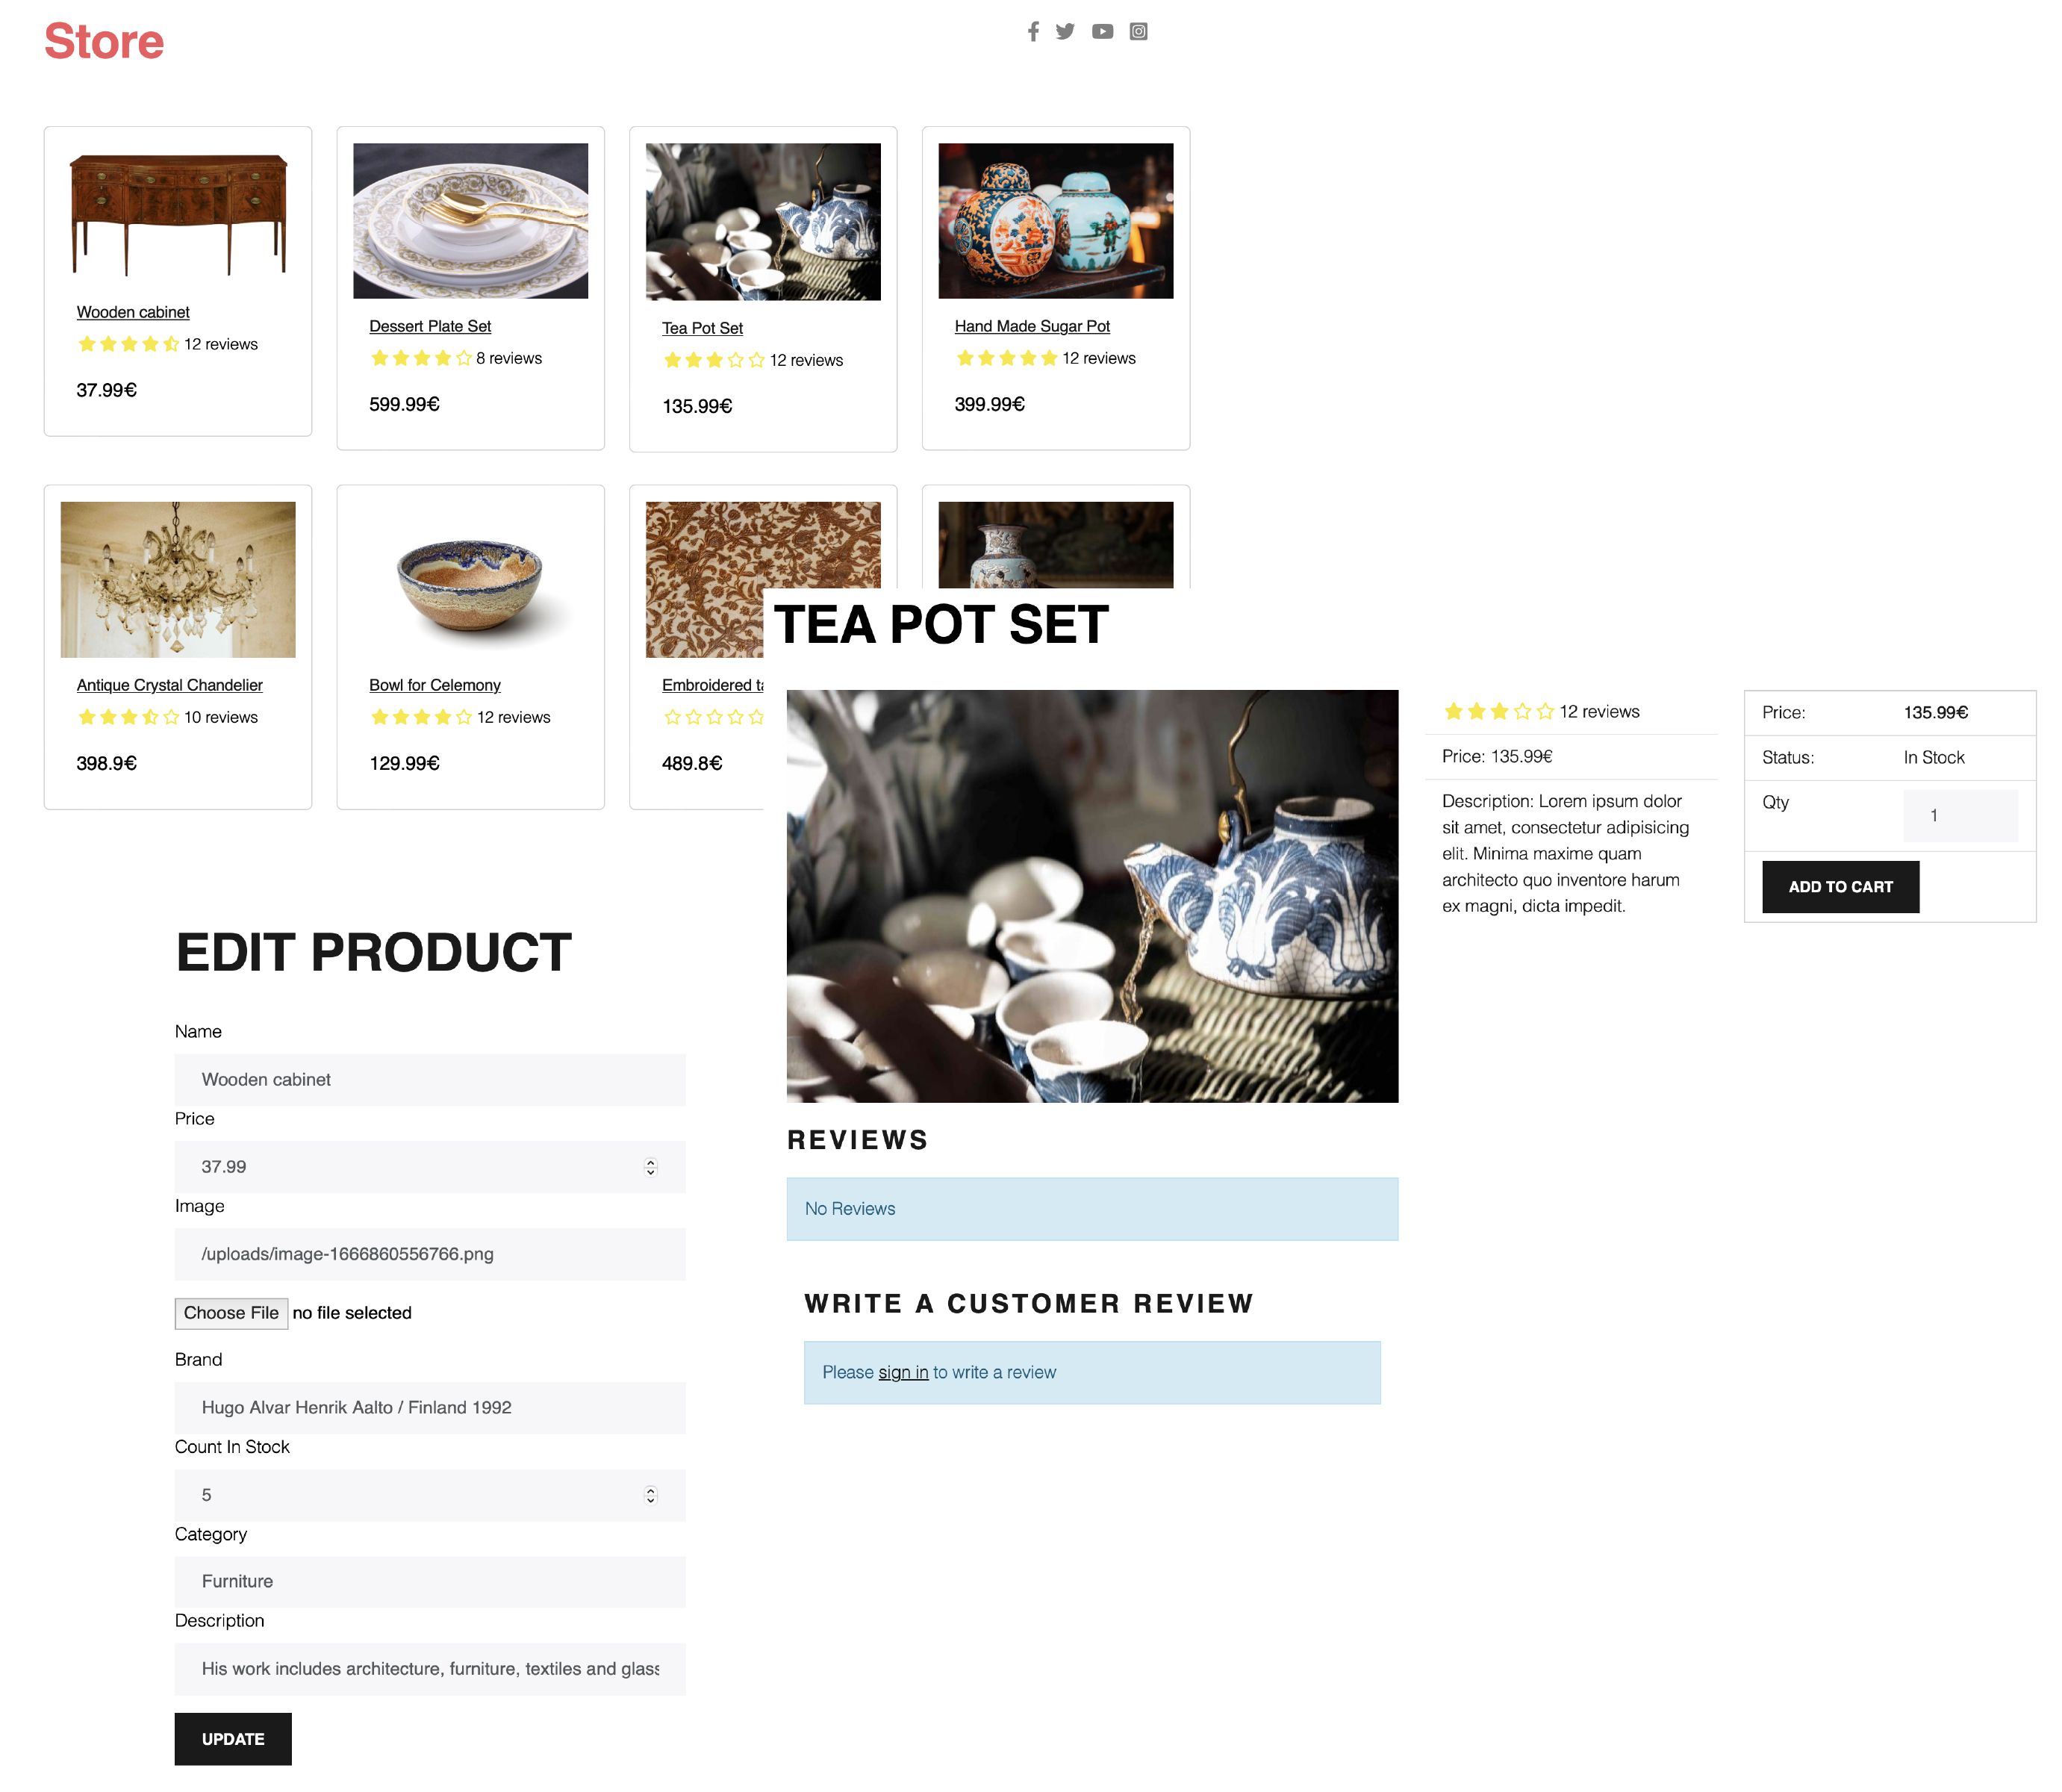 Store
Wooden cabinet
12 reviews
37.99€
Dessert Plate Set
8 reviews
599.99€
Tea Pot Set
12 reviews
135.99€
Hand Made Sugar Pot
12 reviews
399.99€
Antique Crystal Chandelier
10 reviews
398.9€
Bowl for Celemony
12 reviews
129.99€
Embroidered
489.8€
TEA POT SET
12 reviews
Price: 135.99€
Description: Lorem ipsum dolor
sit amet, consectetur adipisicing
elit. Minima maxime quam
architecto quo inventore harum
ex magni, dicta impedit.
Price: 135.99€
Status: In Stock
Qty 1
ADD TO CART
REVIEWS
No Reviews
WRITE A CUSTOMER REVIEW
Please sign in to write a review
EDIT PRODUCT
Name
Wooden cabinet
Price
37.99
Image
/uploads/image-1666860556766.png
Choose File no file selected
Brand
Hugo Alvar Henrik Aalto / Finland 1992
Count In Stock
5
Category
Furniture
Description
His work includes architecture, furniture, textiles and glass
UPDATE